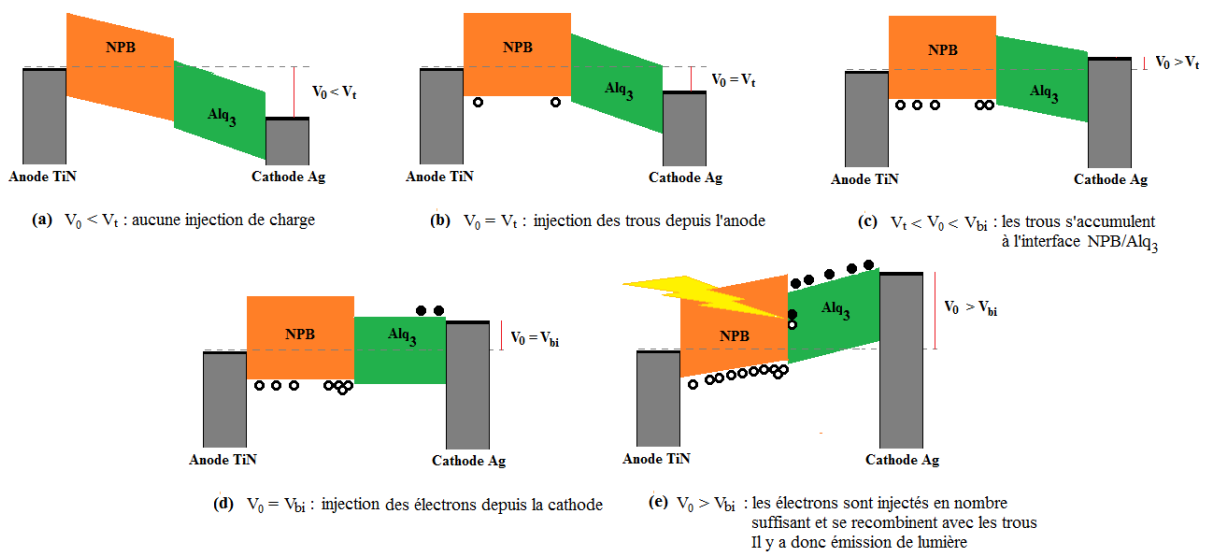 NPB
Alq3
V0 < Vt
Anode TiN
Cathode Ag
(a) V0 < Vt : aucune injection de charge
NPB
Alq3
V0 = Vt
Anode TiN
Cathode Ag
(b) V0 = Vt : injection des trous depuis l'anode
NPB
Alq3
V0 > Vt
Anode TiN
Cathode Ag
(c) Vt < V0 < Vbi : les trous s'accumulent
à l'interface NPB/Alq3
NPB
Alq3
V0 = Vbi
Anode TiN
Cathode Ag
(d) V0 = Vbi : injection des électrons depuis la cathode
NPB
Alq3
V0 > Vbi
Anode TiN
Cathode Ag
(e) V0 > Vbi : les électrons sont injectés en nombre
suffisant et se recombinent avec les trous
Il y a donc émission de lumière